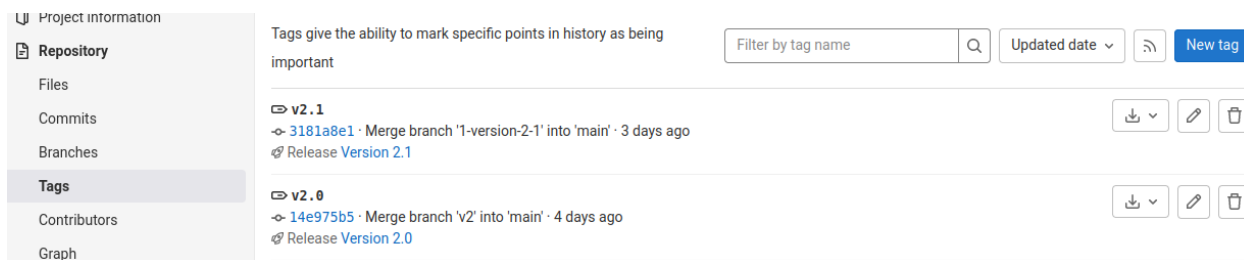 Project information
Repository
Files
Commits
Branches
Tags
Contributors
Graph
Tags give the ability to mark specific points in history as being
important
Filter by tag name
Updated date
New tag
v2.1
3181a8e1 · Merge branch '1-version-2-1' into 'main' · 3 days ago
Release Version 2.1
v2.0
14e975b5 · Merge branch 'v2' into 'main' · 4 days ago
Release Version 2.0